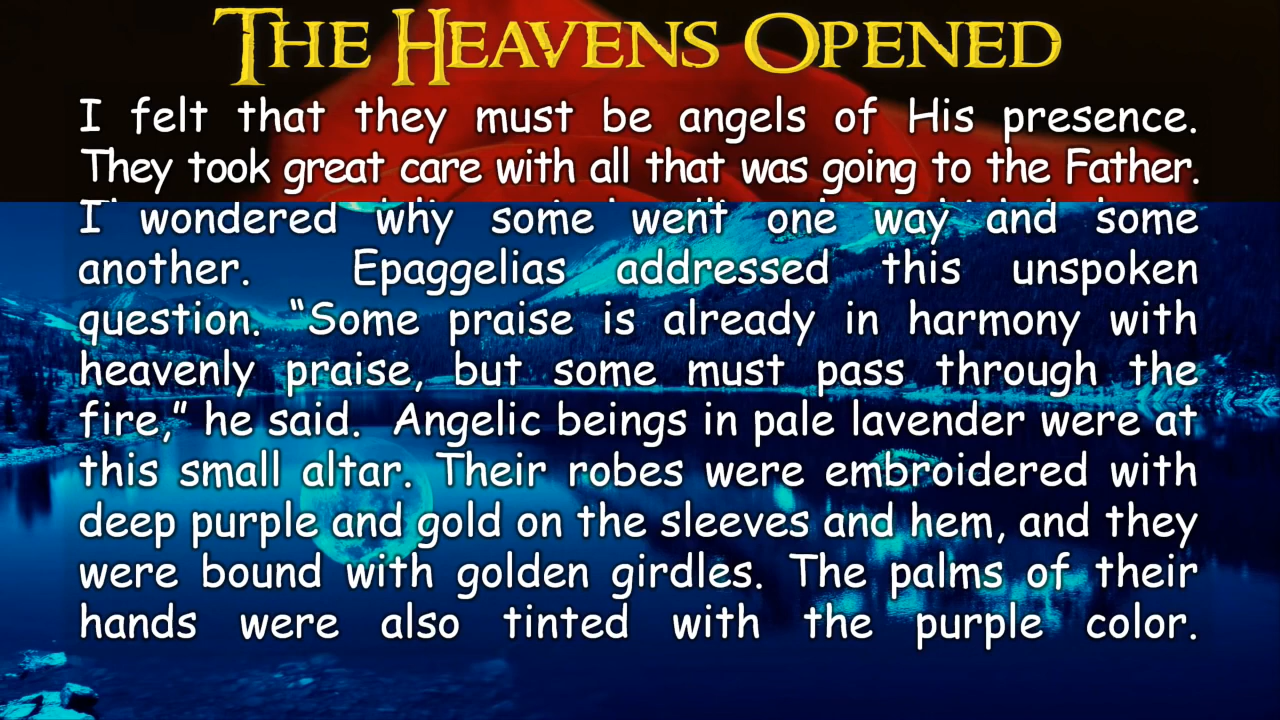 THE HEAVENS OPENED
I felt that they must be angels of His presence.
They took great care with all that was going to the Father.
I wondered why some went one way and some
another. Epaggelias addressed this unspoken
question. “Some praise is already in harmony with
heavenly praise, but some must pass through the
fire,” he said. Angelic beings in pale lavender were at
this small altar. Their robes were embroidered with
deep purple and gold on the sleeves and hem, and they
were bound with golden girdles. The palms of their
hands were also tinted with the purple color.